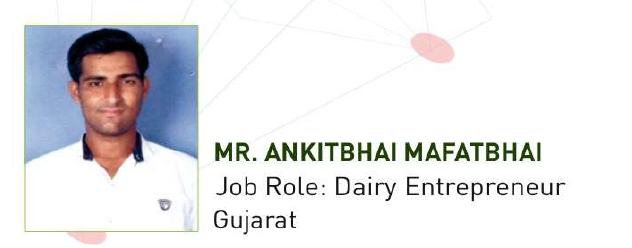 MR. ANKITBHAI MAFATBHAI
Job Role: Dairy Entrepreneur
Gujarat